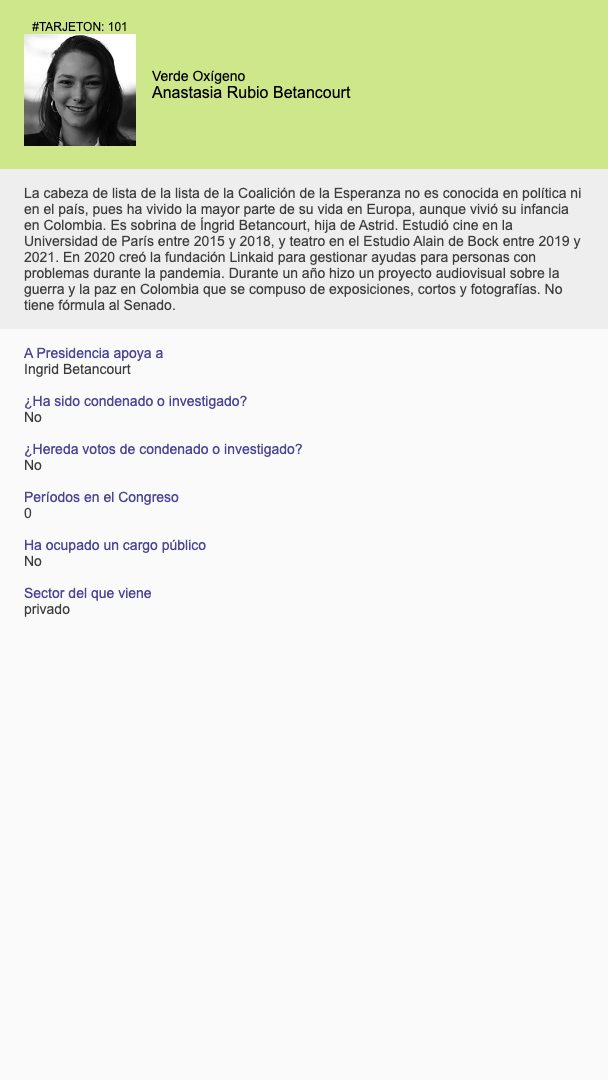 #TARJETON: 101
Verde Oxígeno
Anastasia Rubio Betancourt
La cabeza de lista de la lista de la Coalición de la Esperanza no es conocida en política ni
en el país, pues ha vivido la mayor parte de su vida en Europa, aunque vivió su infancia
en Colombia. Es sobrina de Íngrid Betancourt, hija de Astrid. Estudió cine en la
Universidad de París entre 2015 y 2018, y teatro en el Estudio Alain de Bock entre 2019 y
2021. En 2020 creó la fundación Linkaid para gestionar ayudas para personas con
problemas durante la pandemia. Durante un año hizo un proyecto audiovisual sobre la
guerra y la paz en Colombia que se compuso de exposiciones, cortos y fotografías. No
tiene fórmula al Senado.
A Presidencia apoya a
Ingrid Betancourt
¿Ha sido condenado o investigado?
No
¿Hereda votos de condenado o investigado?
No
Períodos en el Congreso
0
Ha ocupado un cargo público
No
Sector del que viene
privado